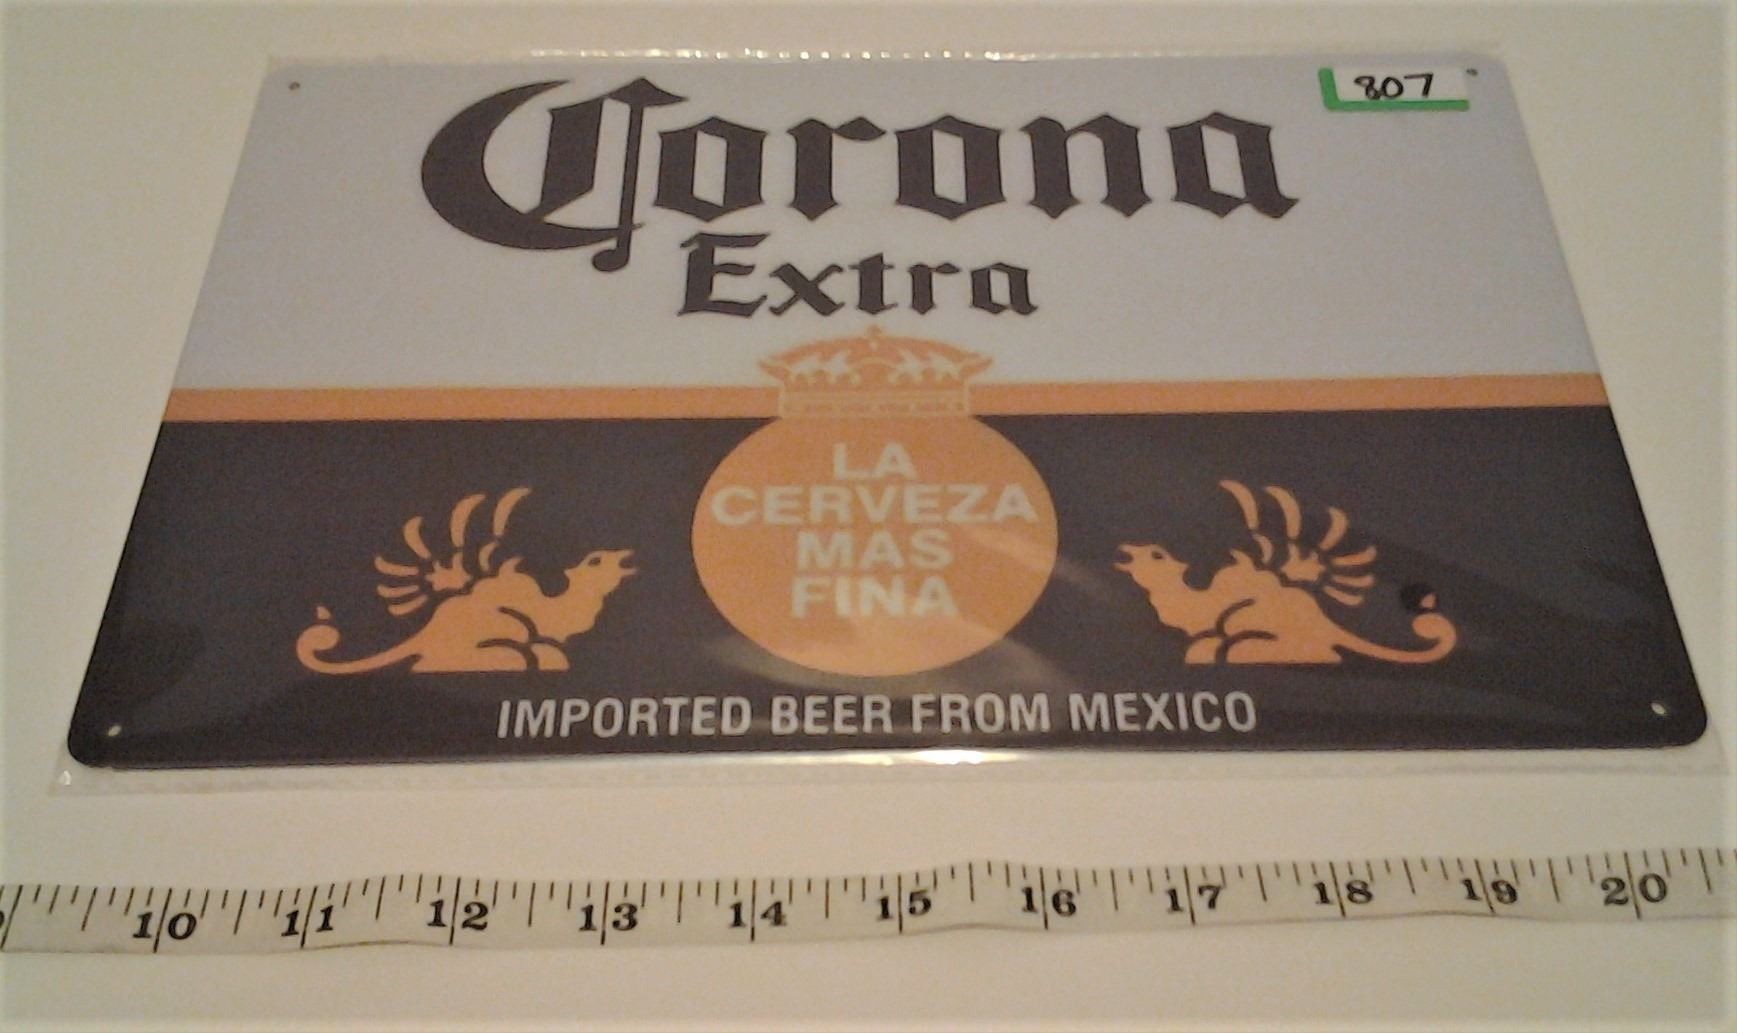 807
Corona
Extra
LA
CERVEZA
MAS
FINA
IMPORTED BEER FROM MEXICO
10 11 12 13 14 15 16 17 18 19 20